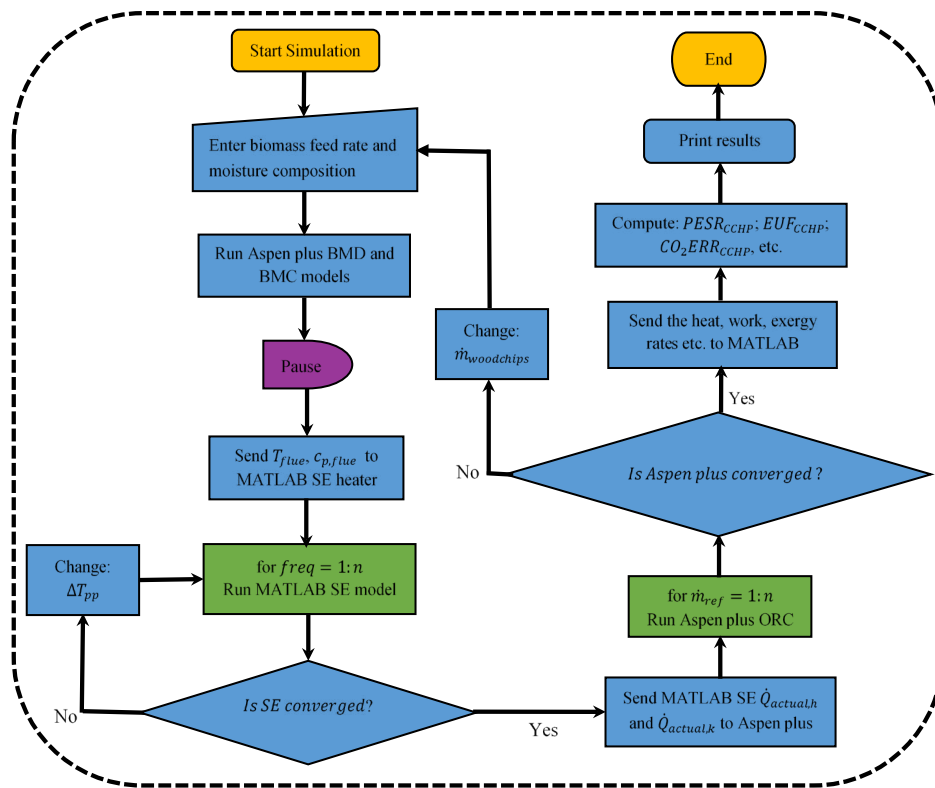 Start Simulation
Enter biomass feed rate and
moisture composition
Run Aspen plus BMD and
BMC models
Pause
Send T_flue, c_p,flue to
MATLAB SE heater
for freq = 1: n
Run MATLAB SE model
Change:
ΔT_pp
Is SE converged?
No
Yes
Send MATLAB SE Q̇_actual,h
and Q̇_actual,k to Aspen plus
for ṁ_ref = 1: n
Run Aspen plus ORC
Is Aspen plus converged ?
No
Change:
ṁ_woodchips
Yes
Send the heat, work, exergy
rates etc. to MATLAB
Compute: PESR_CCHP; EUF_CCHP;
CO₂ERR_CCHP, etc.
Print results
End